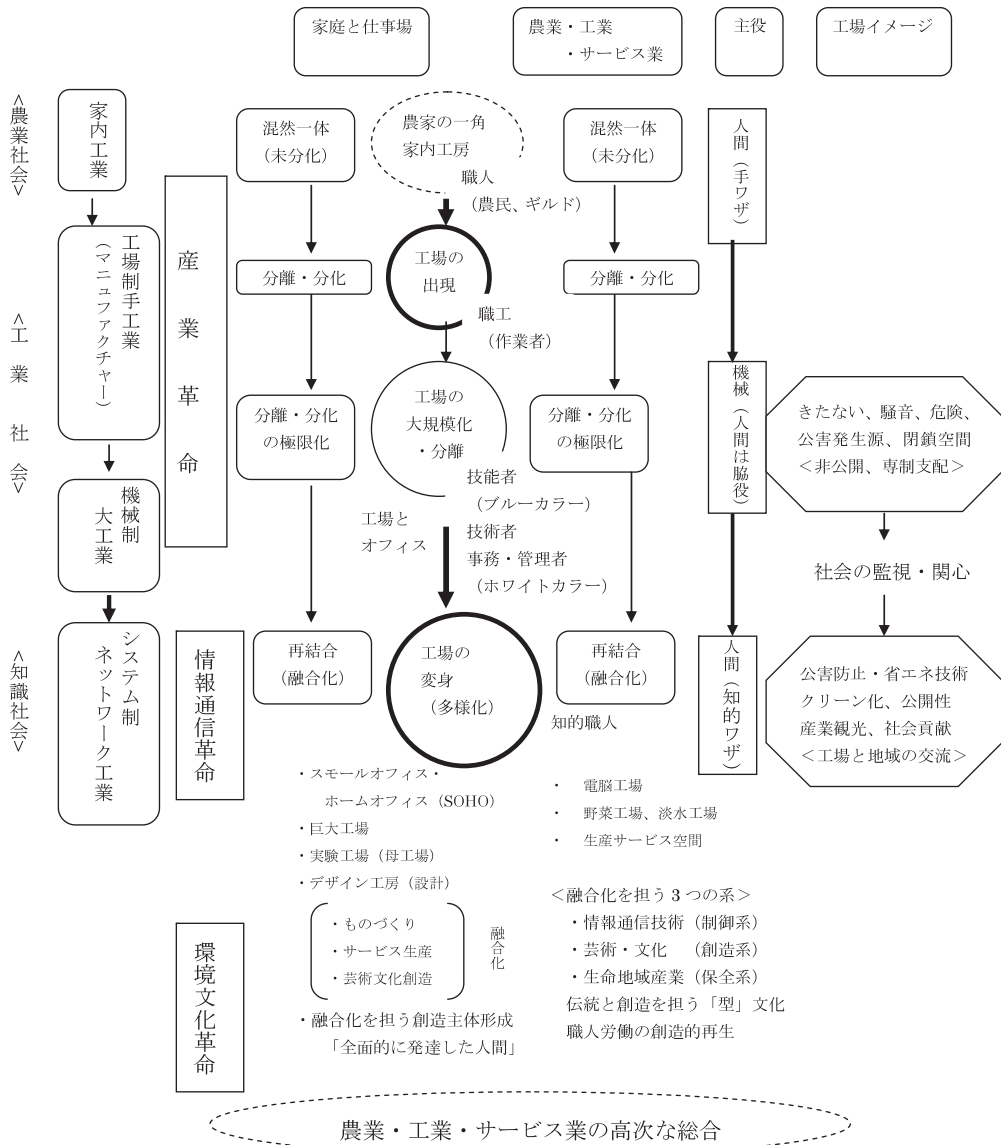 家庭と仕事場
農業・工業
・サービス業
主役
工場イメージ
<農業社会>
家内工業
混然一体
(未分化)
農家の一角
家内工房
職人
(農民、ギルド)
混然一体
(未分化)
人間(手ワザ)
<工業社会>
工場制手工業
(マニュファクチャー)
産業革命
分離・分化
工場の
出現
職工
(作業者)
分離・分化
機械(人間は脇役)
分離・分化
の極限化
工場の
大規模化
・分離
分離・分化
の極限化
きたない、騒音、危険、
公害発生源、閉鎖空間
<非公開、専制支配>
機械制
大工業
技能者
(ブルーカラー)
工場と
オフィス
技術者
事務・管理者
(ホワイトカラー)
社会の監視・関心
<知識社会>
システム制
ネットワーク工業
情報通信革命
再結合
(融合化)
工場の
変身
(多様化)
再結合
(融合化)
知的職人
人間(知的ワザ)
公害防止・省エネ技術
クリーン化、公開性
産業観光、社会貢献
<工場と地域の交流>
・スモールオフィス・
ホームオフィス(SOHO)
・巨大工場
・実験工場(母工場)
・デザイン工房(設計)
・ 電脳工場
・ 野菜工場、淡水工場
・ 生産サービス空間
環境文化革命
・ものづくり
・サービス生産
・芸術文化創造
融合化
・融合化を担う創造主体形成
「全面的に発達した人間」
<融合化を担う3つの系>
・情報通信技術(制御系)
・芸術・文化 (創造系)
・生命地域産業(保全系)
伝統と創造を担う「型」文化
職人労働の創造的再生
農業・工業・サービス業の高次な総合